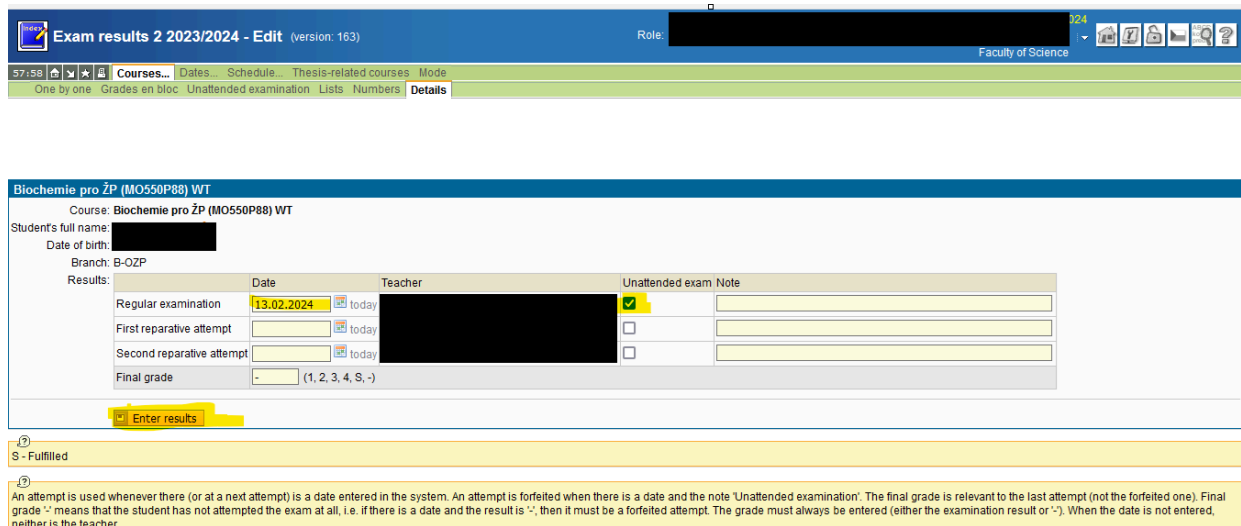 Exam results 2 2023/2024 - Edit (version: 163)
Role:
024
Faculty of Science
57:58 Courses... Dates... Schedule... Thesis-related courses Mode
One by one Grades en bloc Unattended examination Lists Numbers Details
Biochemie pro ŽP (MO550P88) WT
Course: Biochemie pro ŽP (MO550P88) WT
Student's full name:
Date of birth:
Branch: B-OZP
Results: Date Teacher Unattended exam Note
Regular examination 13.02.2024 today
First reparative attempt today
Second reparative attempt today
Final grade - (1, 2, 3, 4, S, -)
Enter results
S - Fulfilled
An attempt is used whenever there (or at a next attempt) is a date entered in the system. An attempt is forfeited when there is a date and the note 'Unattended examination'. The final grade is relevant to the last attempt (not the forfeited one). Final
grade '-' means that the student has not attempted the exam at all, i.e. if there is a date and the result is '-', then it must be a forfeited attempt. The grade must always be entered (either the examination result or '-'). When the date is not entered,
neither is the teacher.